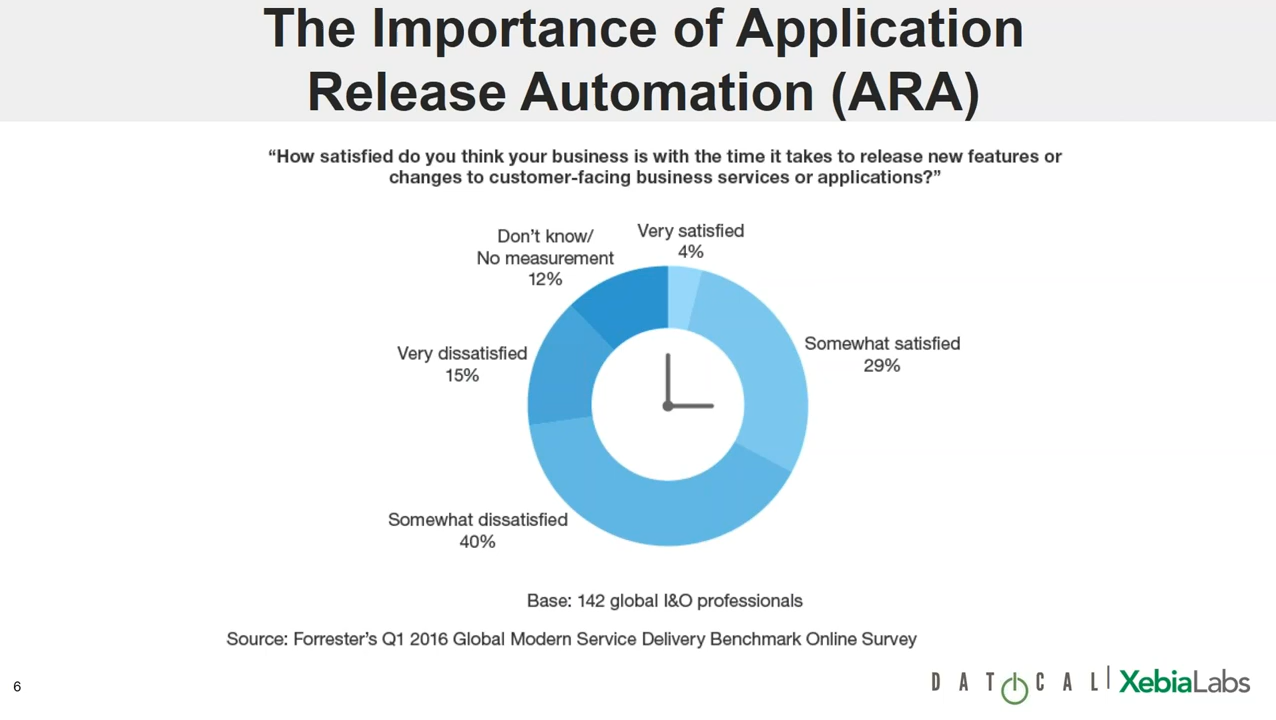 The Importance of Application
Release Automation (ARA)
“How satisfied do you think your business is with the time it takes to release new features or
changes to customer-facing business services or applications?”
Very satisfied
4%
Don’t know/
No measurement
12%
Somewhat satisfied
29%
Very dissatisfied
15%
Somewhat dissatisfied
40%
Base: 142 global I&O professionals
Source: Forrester’s Q1 2016 Global Modern Service Delivery Benchmark Online Survey
6
DATICAL
XebiaLabs